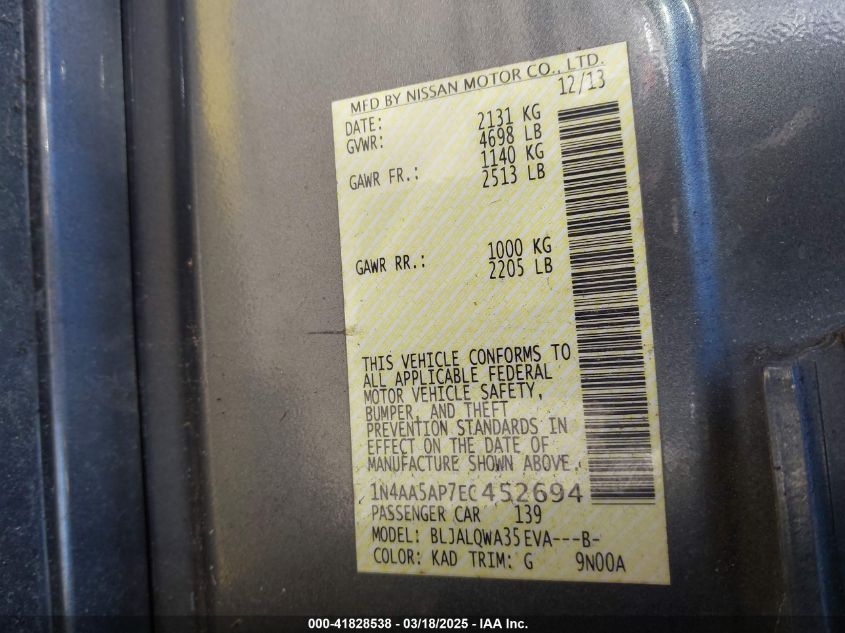 MFD BY NISSAN MOTOR CO., LTD.
DATE: 12/13
GVWR: 2131 KG
4698 LB
GAWR FR.: 1140 KG
2513 LB
GAWR RR.: 1000 KG
2205 LB
THIS VEHICLE CONFORMS TO
ALL APPLICABLE FEDERAL
MOTOR VEHICLE SAFETY,
BUMPER, AND THEFT
PREVENTION STANDARDS IN
EFFECT ON THE DATE OF
MANUFACTURE SHOWN ABOVE.
1N4AA5AP7EC452694
PASSENGER CAR 139
MODEL: BLJALQWA35EVA---B-
COLOR: KAD TRIM: G 9N00A
000-41828538 - 03/18/2025 - IAA Inc.